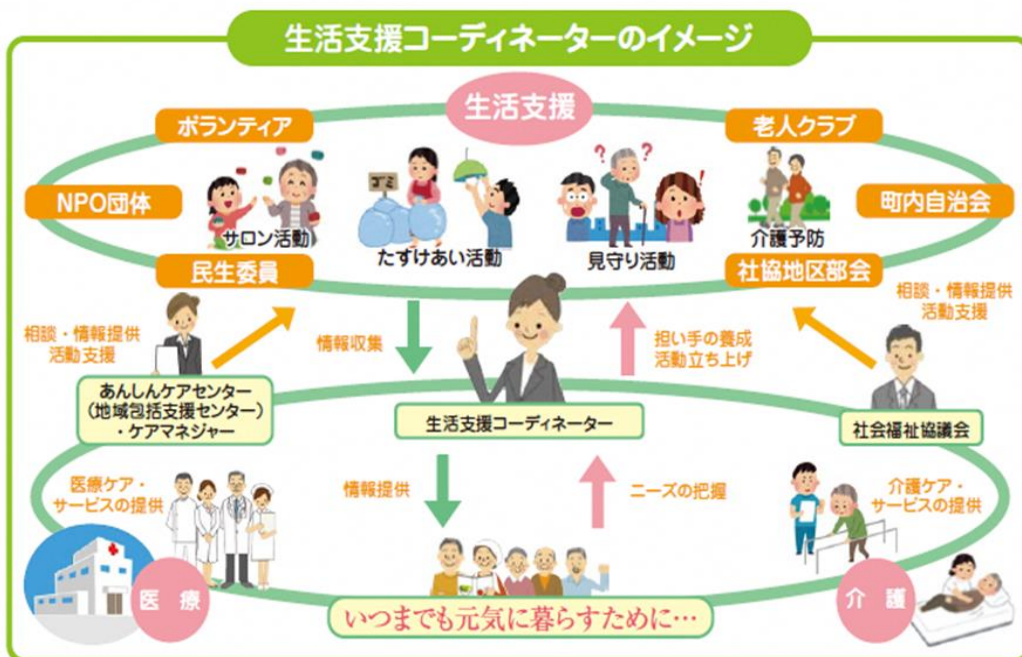 生活支援コーディネーターのイメージ
生活支援
ボランティア
老人クラブ
NPO団体
町内自治会
ゴミ
サロン活動
たすけあい活動
見守り活動
介護予防
民生委員
社協地区部会
相談・情報提供
活動支援
情報収集
担い手の養成
活動立ち上げ
相談・情報提供
活動支援
あんしんケアセンター
（地域包括支援センター）
・ケアマネジャー
生活支援コーディネーター
社会福祉協議会
医療ケア・
サービスの提供
情報提供
ニーズの把握
介護ケア・
サービスの提供
医療
介護
いつまでも元気に暮らすために…